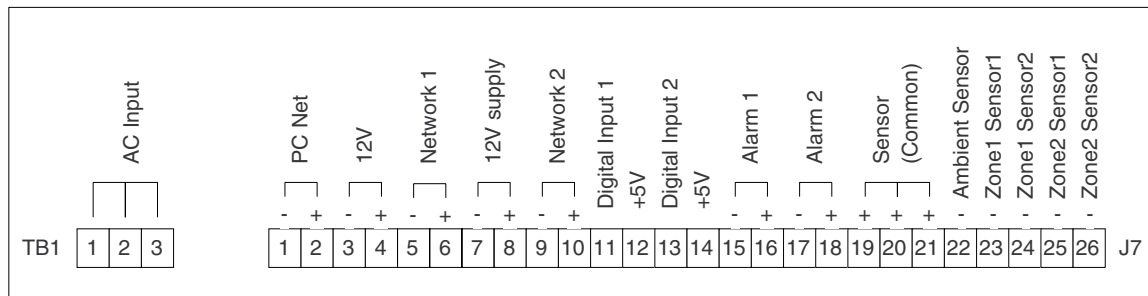 AC Input
PC Net
12V
Network 1
12V supply
Network 2
Digital Input 1
+5V
Digital Input 2
+5V
Alarm 1
Alarm 2
Sensor
(Common)
Ambient Sensor
Zone1 Sensor1
Zone1 Sensor2
Zone2 Sensor1
Zone2 Sensor2
- + - + - + - + - + - + - + + + + - - - - -
TB1 1 2 3 1 2 3 4 5 6 7 8 9 10 11 12 13 14 15 16 17 18 19 20 21 22 23 24 25 26 J7